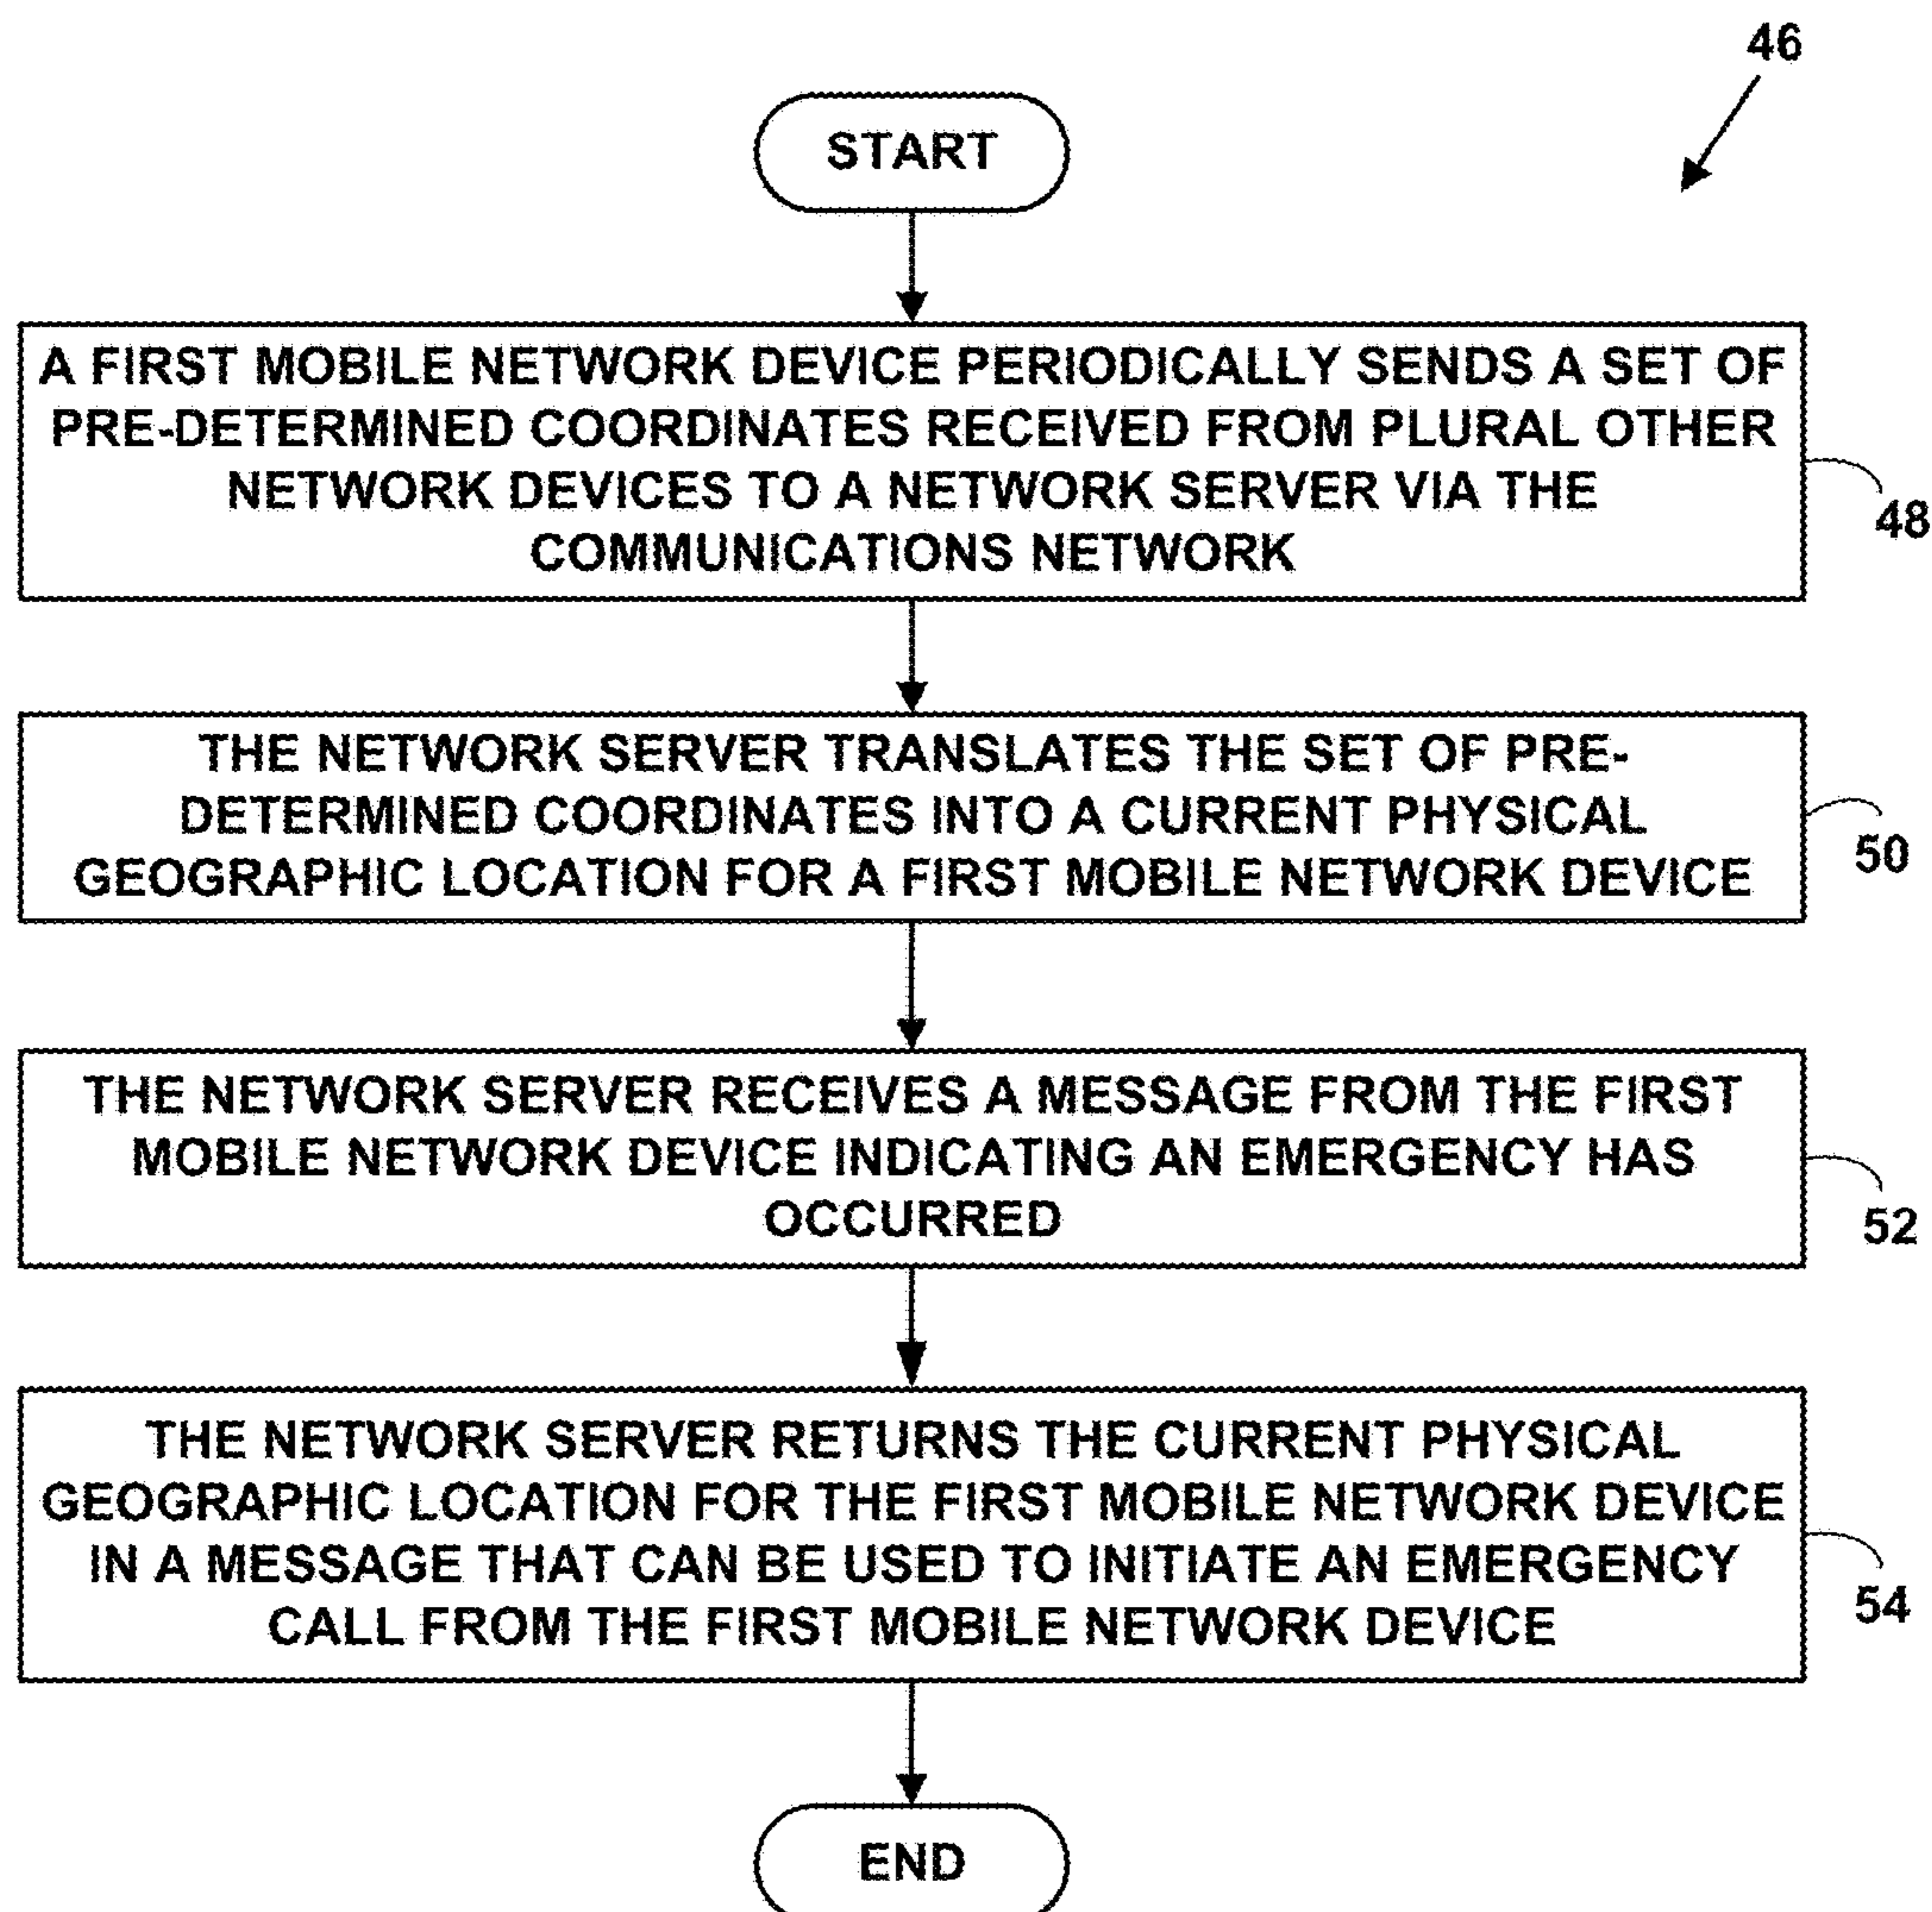 46
START
A FIRST MOBILE NETWORK DEVICE PERIODICALLY SENDS A SET OF
PRE-DETERMINED COORDINATES RECEIVED FROM PLURAL OTHER
NETWORK DEVICES TO A NETWORK SERVER VIA THE
COMMUNICATIONS NETWORK
48
THE NETWORK SERVER TRANSLATES THE SET OF PRE-
DETERMINED COORDINATES INTO A CURRENT PHYSICAL
GEOGRAPHIC LOCATION FOR A FIRST MOBILE NETWORK DEVICE
50
THE NETWORK SERVER RECEIVES A MESSAGE FROM THE FIRST
MOBILE NETWORK DEVICE INDICATING AN EMERGENCY HAS
OCCURRED
52
THE NETWORK SERVER RETURNS THE CURRENT PHYSICAL
GEOGRAPHIC LOCATION FOR THE FIRST MOBILE NETWORK DEVICE
IN A MESSAGE THAT CAN BE USED TO INITIATE AN EMERGENCY
CALL FROM THE FIRST MOBILE NETWORK DEVICE
54
END